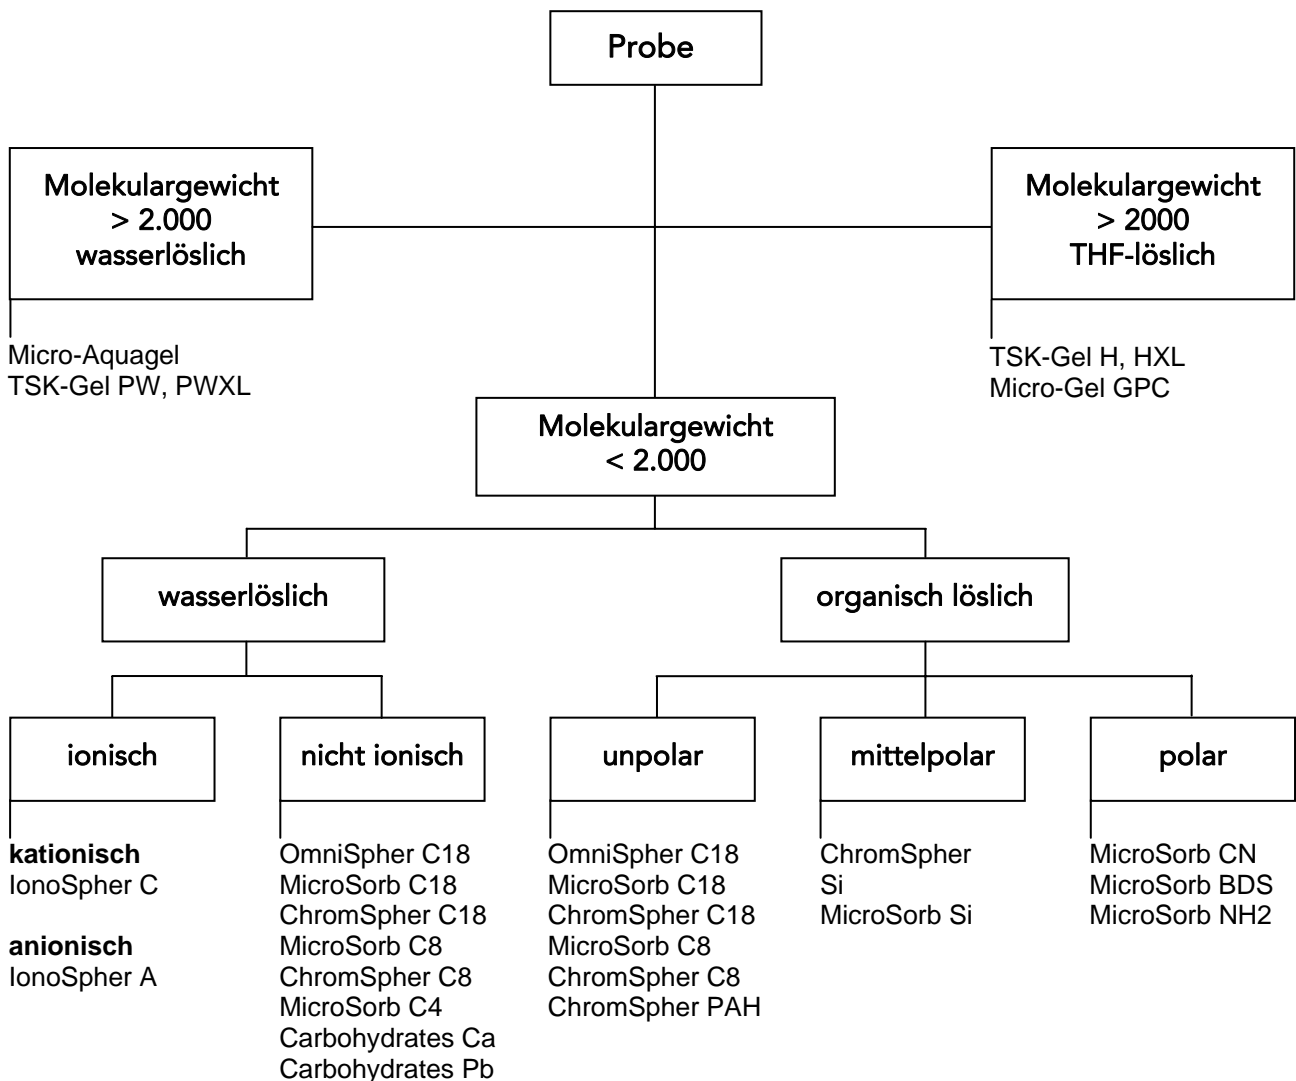 Probe
Molekulargewicht
> 2.000
wasserlöslich
Molekulargewicht
> 2000
THF-löslich
Micro-Aquagel
TSK-Gel PW, PWXL
TSK-Gel H, HXL
Micro-Gel GPC
Molekulargewicht
< 2.000
wasserlöslich
organisch löslich
ionisch
nicht ionisch
unpolar
mittelpolar
polar
kationisch
IonoSpher C
anionisch
IonoSpher A
OmniSpher C18
MicroSorb C18
ChromSpher C18
MicroSorb C8
ChromSpher C8
MicroSorb C4
Carbohydrates Ca
Carbohydrates Pb
OmniSpher C18
MicroSorb C18
ChromSpher C18
MicroSorb C8
ChromSpher C8
ChromSpher PAH
ChromSpher
Si
MicroSorb Si
MicroSorb CN
MicroSorb BDS
MicroSorb NH2